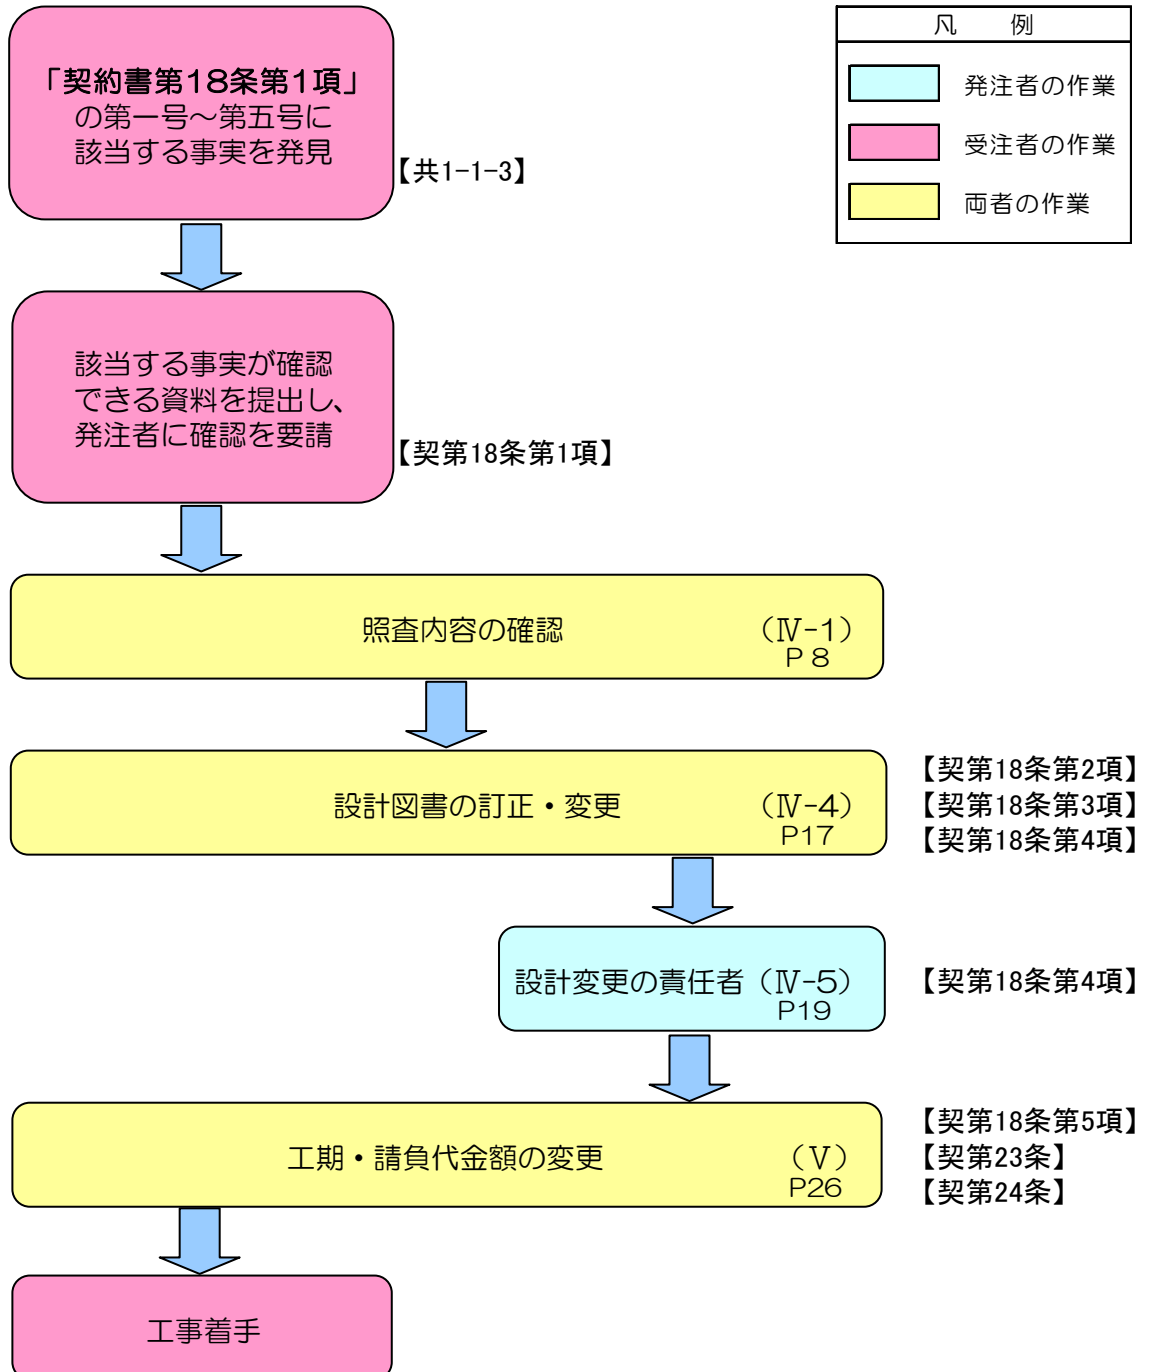 「契約書第18条第1項」
の第一号～第五号に
該当する事実を発見
【共1-1-3】
凡 例
発注者の作業
受注者の作業
両者の作業
該当する事実が確認
できる資料を提出し、
発注者に確認を要請
【契第18条第1項】
照査内容の確認 （Ⅳ-1）
P 8
設計図書の訂正・変更 （Ⅳ-4）
P17
【契第18条第2項】
【契第18条第3項】
【契第18条第4項】
設計変更の責任者（Ⅳ-5）
P19
【契第18条第4項】
工期・請負代金額の変更 （Ⅴ）
P26
【契第18条第5項】
【契第23条】
【契第24条】
工事着手